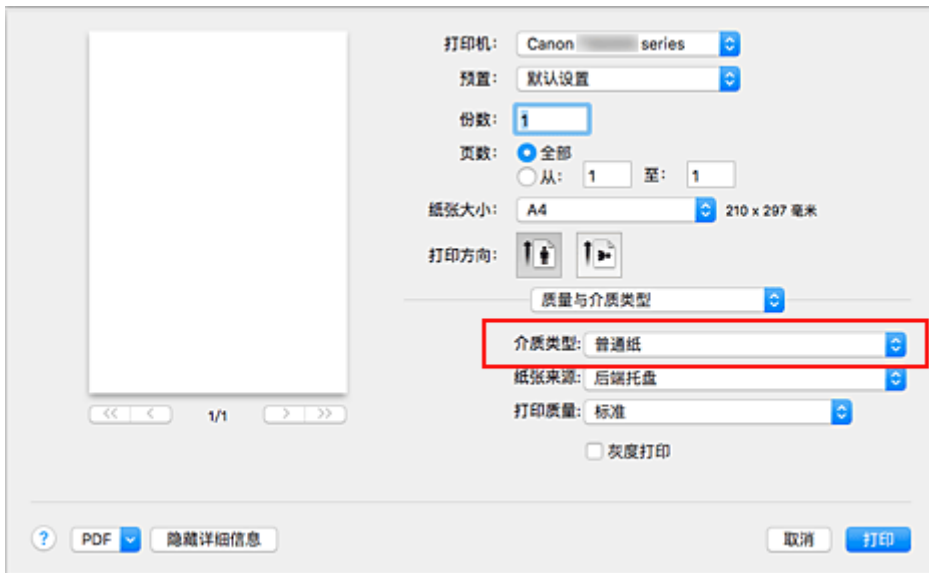 打印机: Canon series
预置: 默认设置
份数: 1
页数: 全部
从: 1 至: 1
纸张大小: A4 210 x 297 毫米
打印方向:
质量与介质类型
介质类型: 普通纸
纸张来源: 后端托盘
打印质量: 标准
灰度打印
<< < 1/1 > >>
? PDF 隐藏详细信息 取消 打印